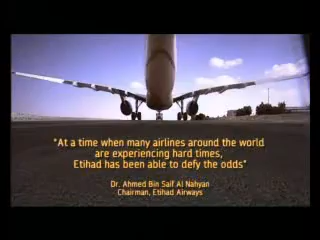 "At a time when many airlines around the world
are experiencing hard times,
Etihad has been able to defy the odds"
Dr. Ahmed Bin Saif Al Nahyan
Chairman, Etihad Airways